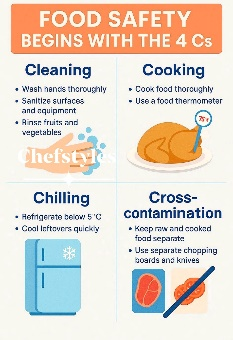 FOOD SAFETY
BEGINS WITH THE 4 Cs
Cleaning
• Wash hands thoroughly
• Sanitize surfaces
and equipment
• Rinse fruits and
vegetables
Chefstyles
Cooking
• Cook food thoroughly
• Use a food thermometer
75°
Chilling
• Refrigerate below 5 °C
• Cool leftovers quickly
Cross-
contamination
• Keep raw and cooked
food separate
• Use separate chopping
boards and knives